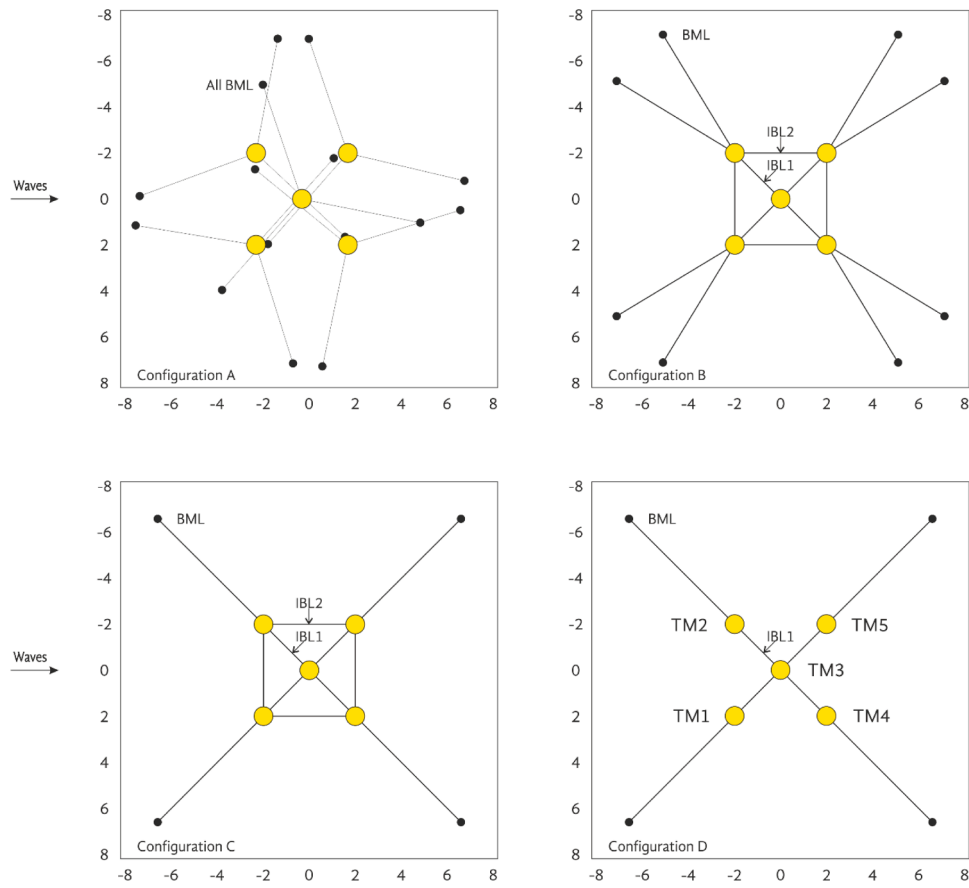 -8
-6
-4
-2
0
2
4
6
8
All BML
Waves
Configuration A
-8 -6 -4 -2 0 2 4 6 8
-8
-6
-4
-2
0
2
4
6
8
BML
IBL2
IBL1
Configuration B
-8 -6 -4 -2 0 2 4 6 8
-8
-6
-4
-2
0
2
4
6
8
BML
IBL2
IBL1
Waves
Configuration C
-8 -6 -4 -2 0 2 4 6 8
-8
-6
-4
-2
0
2
4
6
8
BML
IBL1
TM2
TM5
TM3
TM1
TM4
Configuration D
-8 -6 -4 -2 0 2 4 6 8